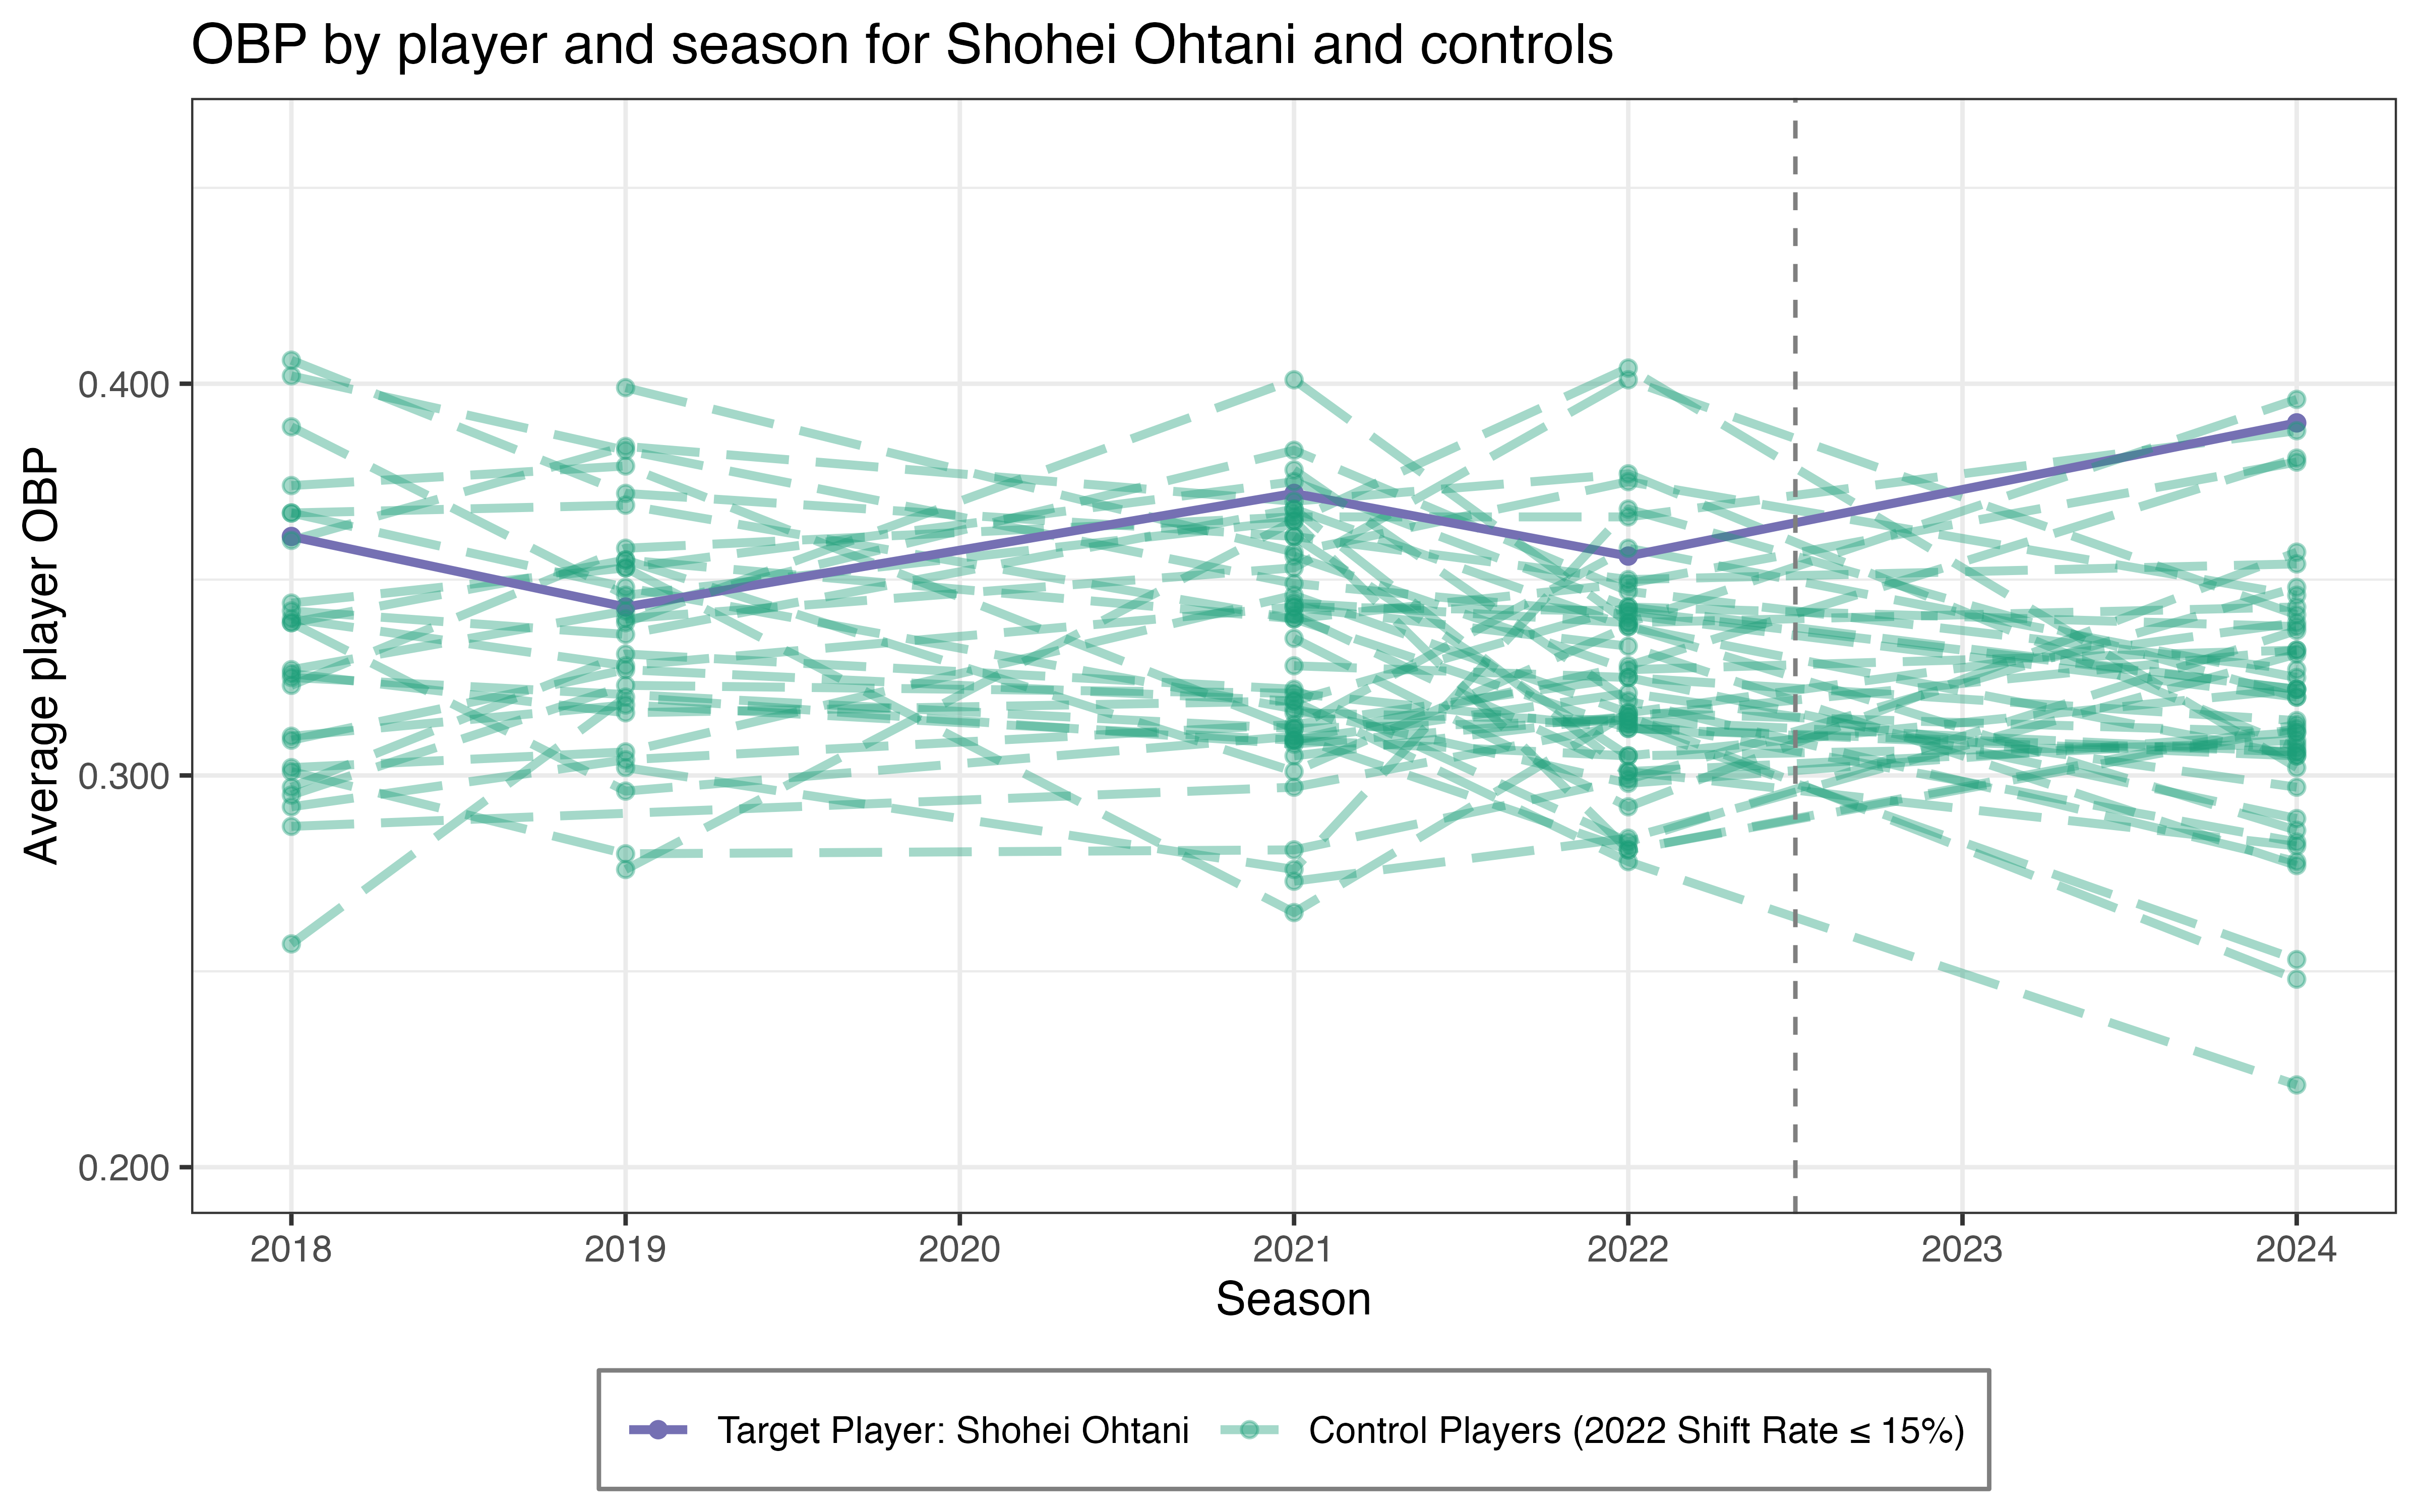 OBP by player and season for Shohei Ohtani and controls
Average player OBP
0.400
0.300
0.200
2018 2019 2020 2021 2022 2023 2024
Season
Target Player: Shohei Ohtani Control Players (2022 Shift Rate ≤ 15%)